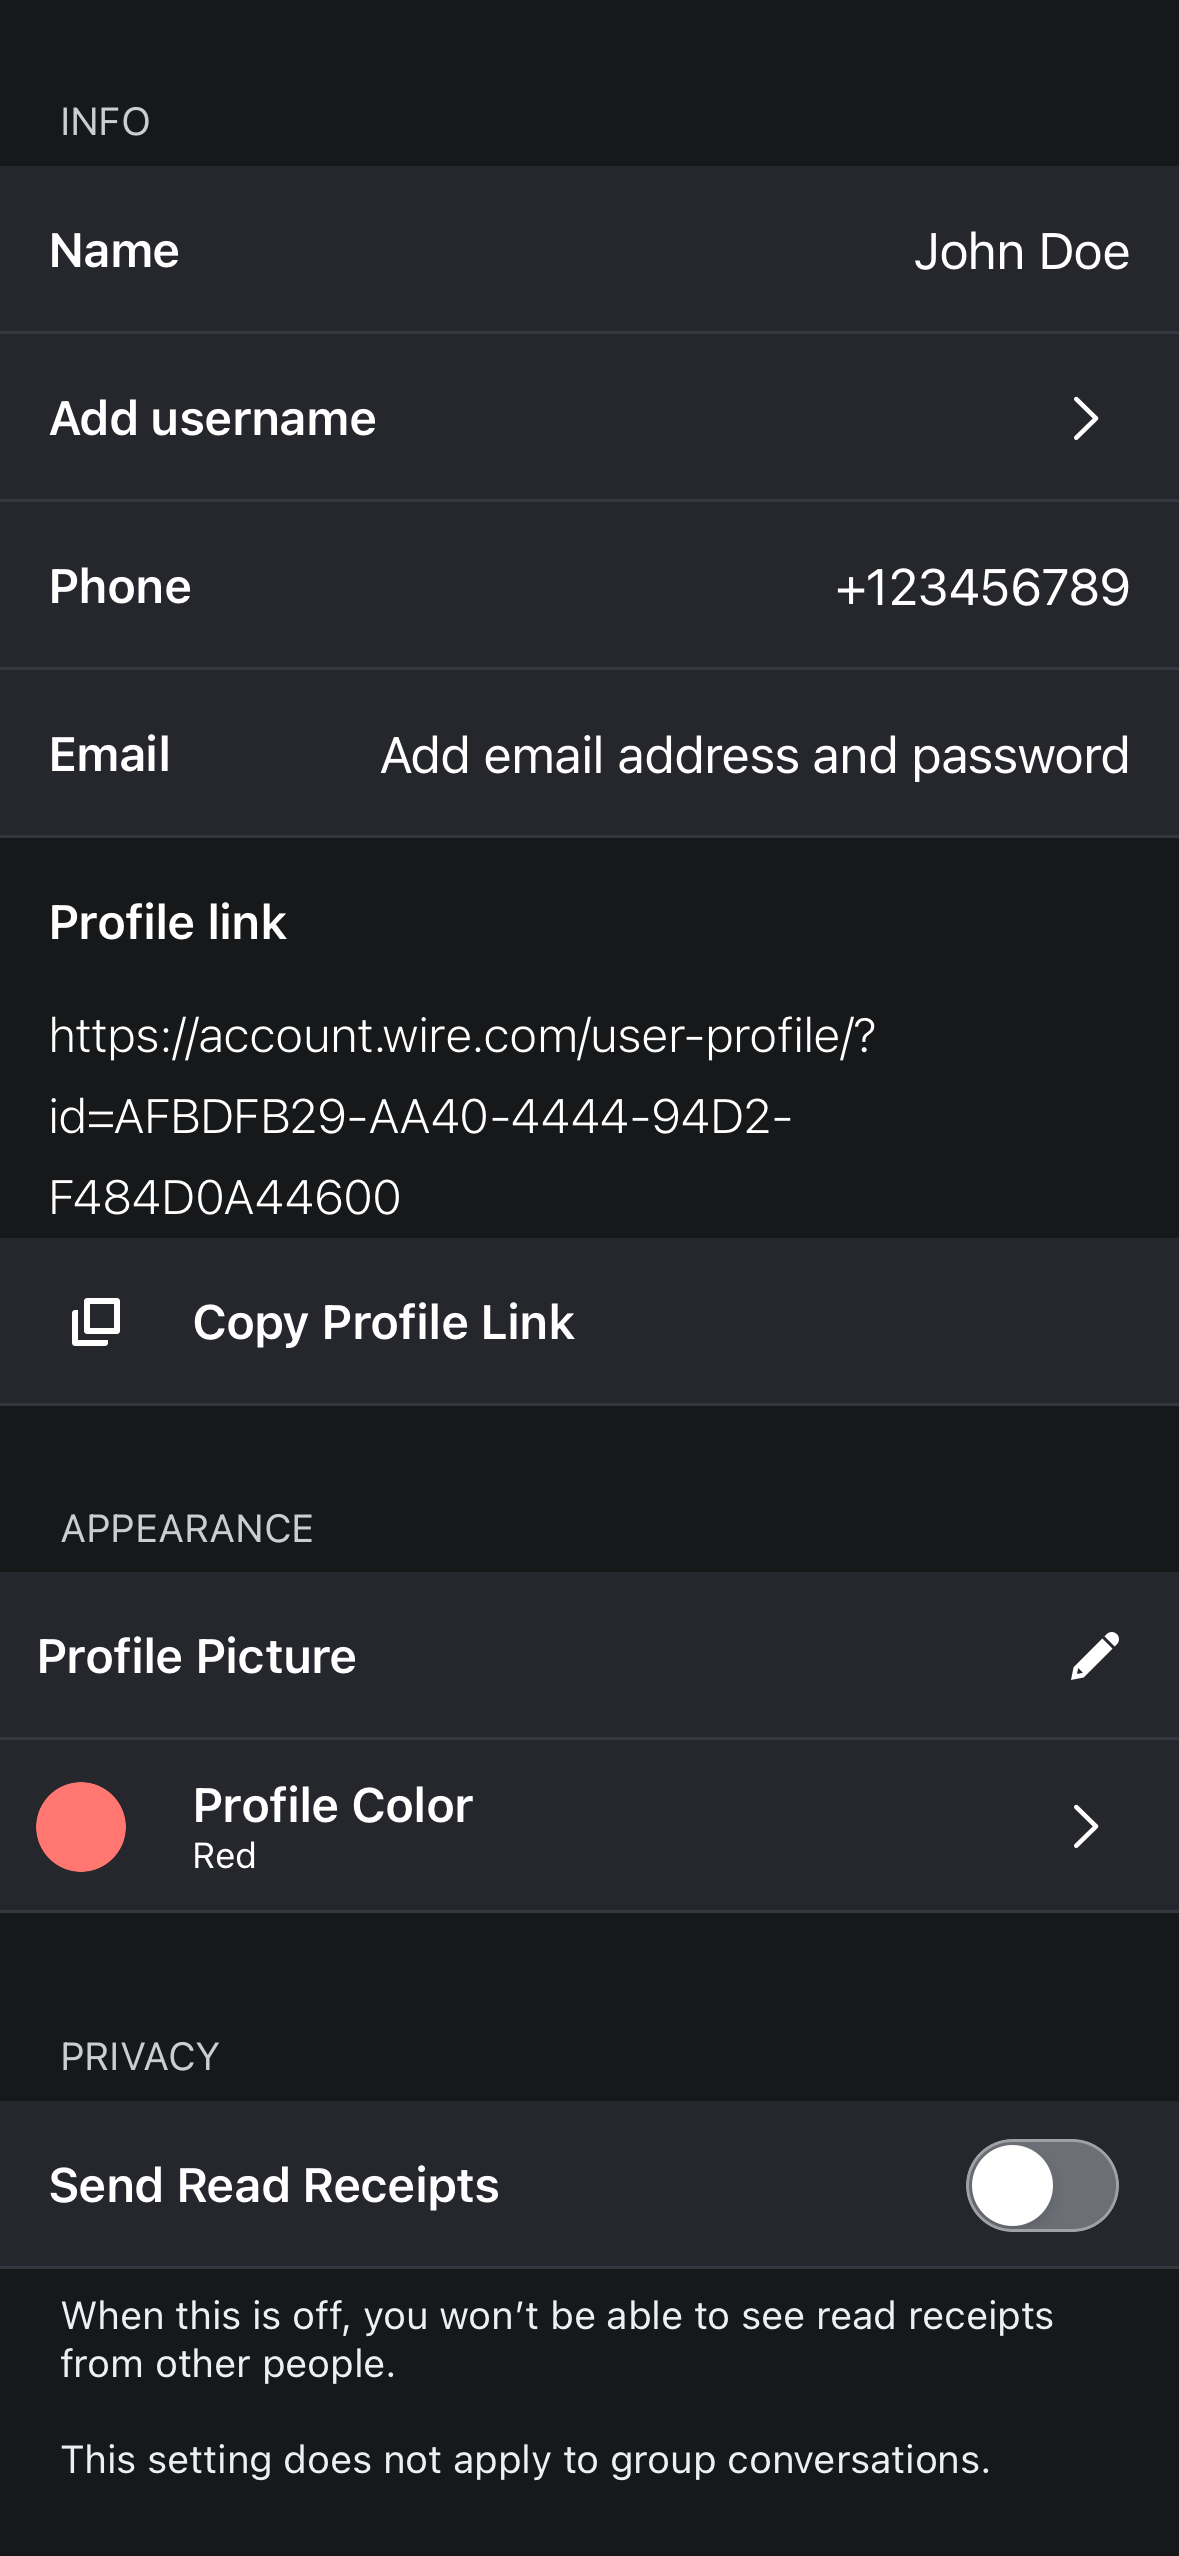 INFO
Name John Doe
Add username
Phone +123456789
Email Add email address and password
Profile link
https://account.wire.com/user-profile/?
id=AFBDFB29-AA40-4444-94D2-
F484D0A44600
Copy Profile Link
APPEARANCE
Profile Picture
Profile Color
Red
PRIVACY
Send Read Receipts
When this is off, you won’t be able to see read receipts
from other people.
This setting does not apply to group conversations.